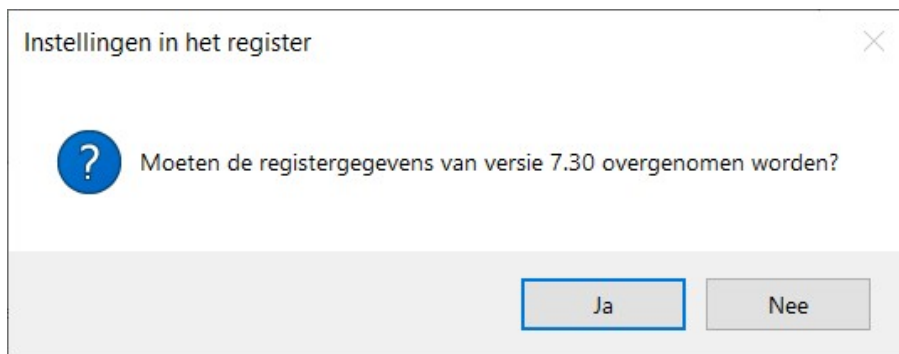 Instellingen in het register
Moeten de registergegevens van versie 7.30 overgenomen worden?
Ja
Nee